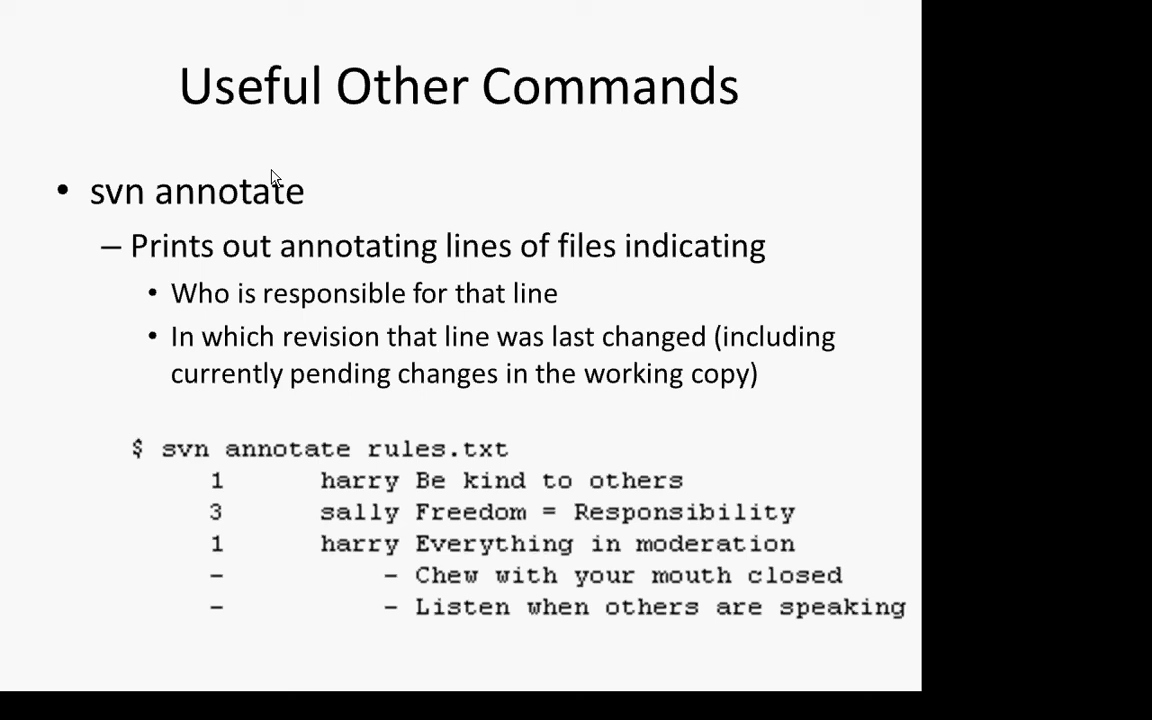 Useful Other Commands
• svn annotate
– Prints out annotating lines of files indicating
• Who is responsible for that line
• In which revision that line was last changed (including
currently pending changes in the working copy)
$ svn annotate rules.txt
1 harry Be kind to others
3 sally Freedom = Responsibility
1 harry Everything in moderation
- - Chew with your mouth closed
- - Listen when others are speaking